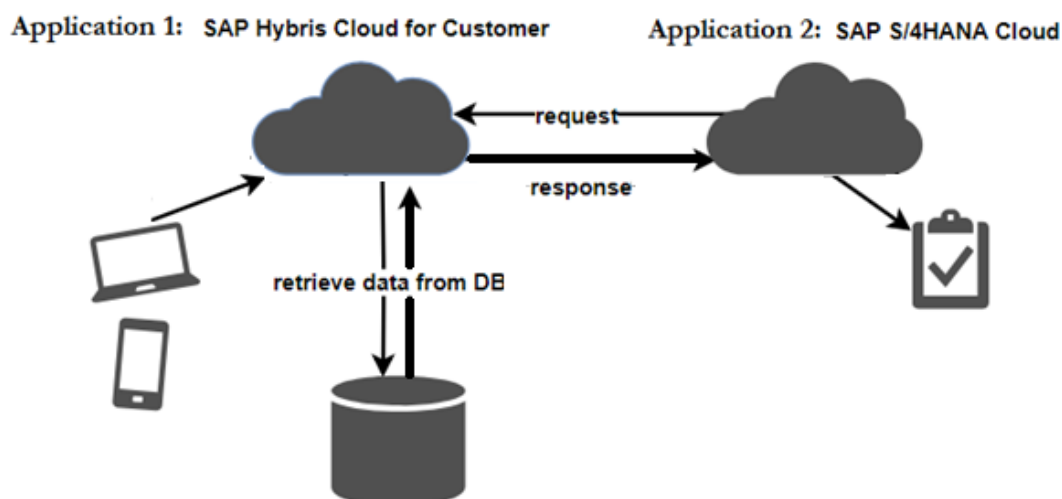 Application 1: SAP Hybris Cloud for Customer
Application 2: SAP S/4HANA Cloud
request
response
retrieve data from DB